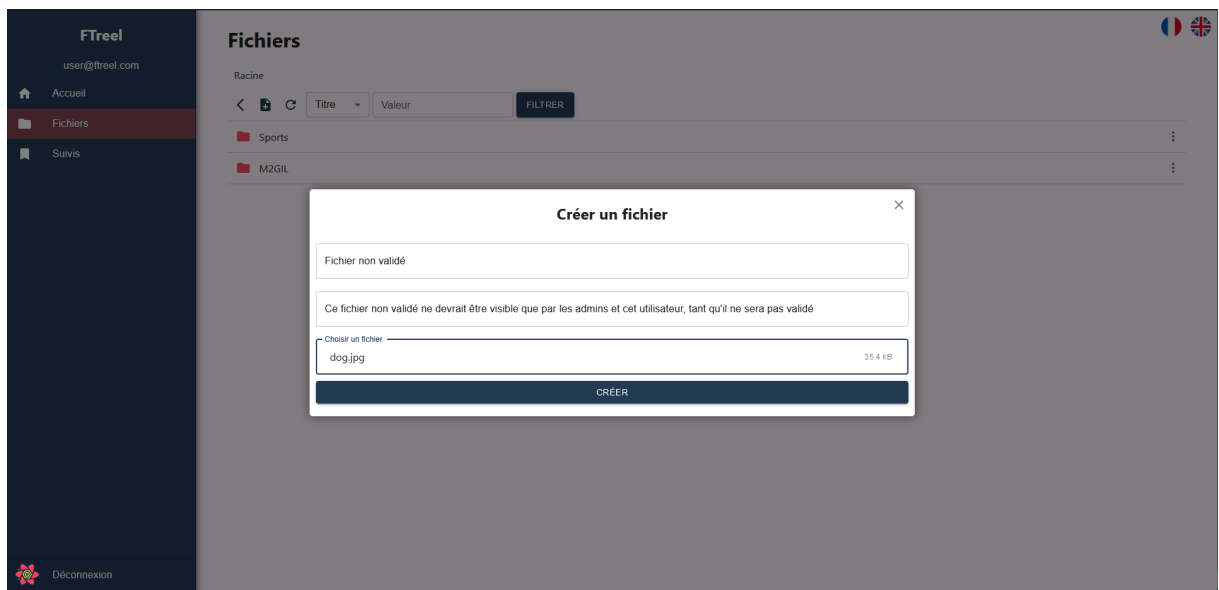 FTreel
user@ftreel.com
Accueil
Fichiers
Suivis
Déconnexion
Fichiers
Racine
Titre Valeur FILTRER
Sports
M2GIL
Créer un fichier
Fichier non validé
Ce fichier non validé ne devrait être visible que par les admins et cet utilisateur, tant qu'il ne sera pas validé
Choisir un fichier
dog.jpg 35.4 kB
CRÉER